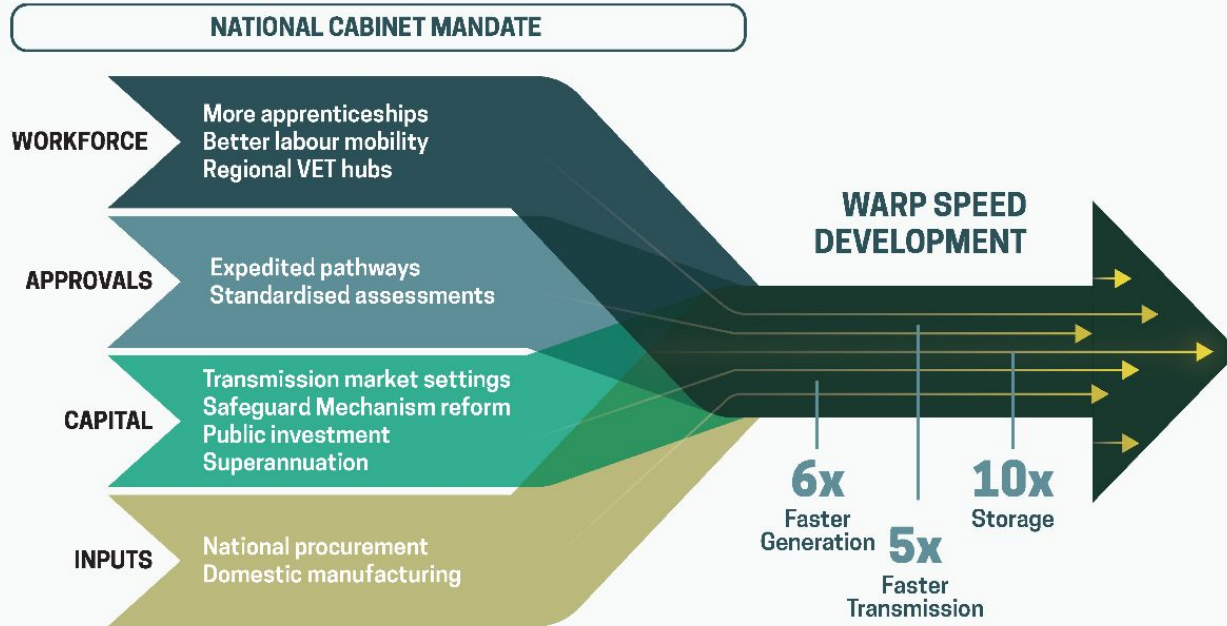 NATIONAL CABINET MANDATE
WORKFORCE
More apprenticeships
Better labour mobility
Regional VET hubs
APPROVALS
Expedited pathways
Standardised assessments
CAPITAL
Transmission market settings
Safeguard Mechanism reform
Public investment
Superannuation
INPUTS
National procurement
Domestic manufacturing
WARP SPEED
DEVELOPMENT
6x
Faster
Generation
5x
Faster
Transmission
10x
Storage